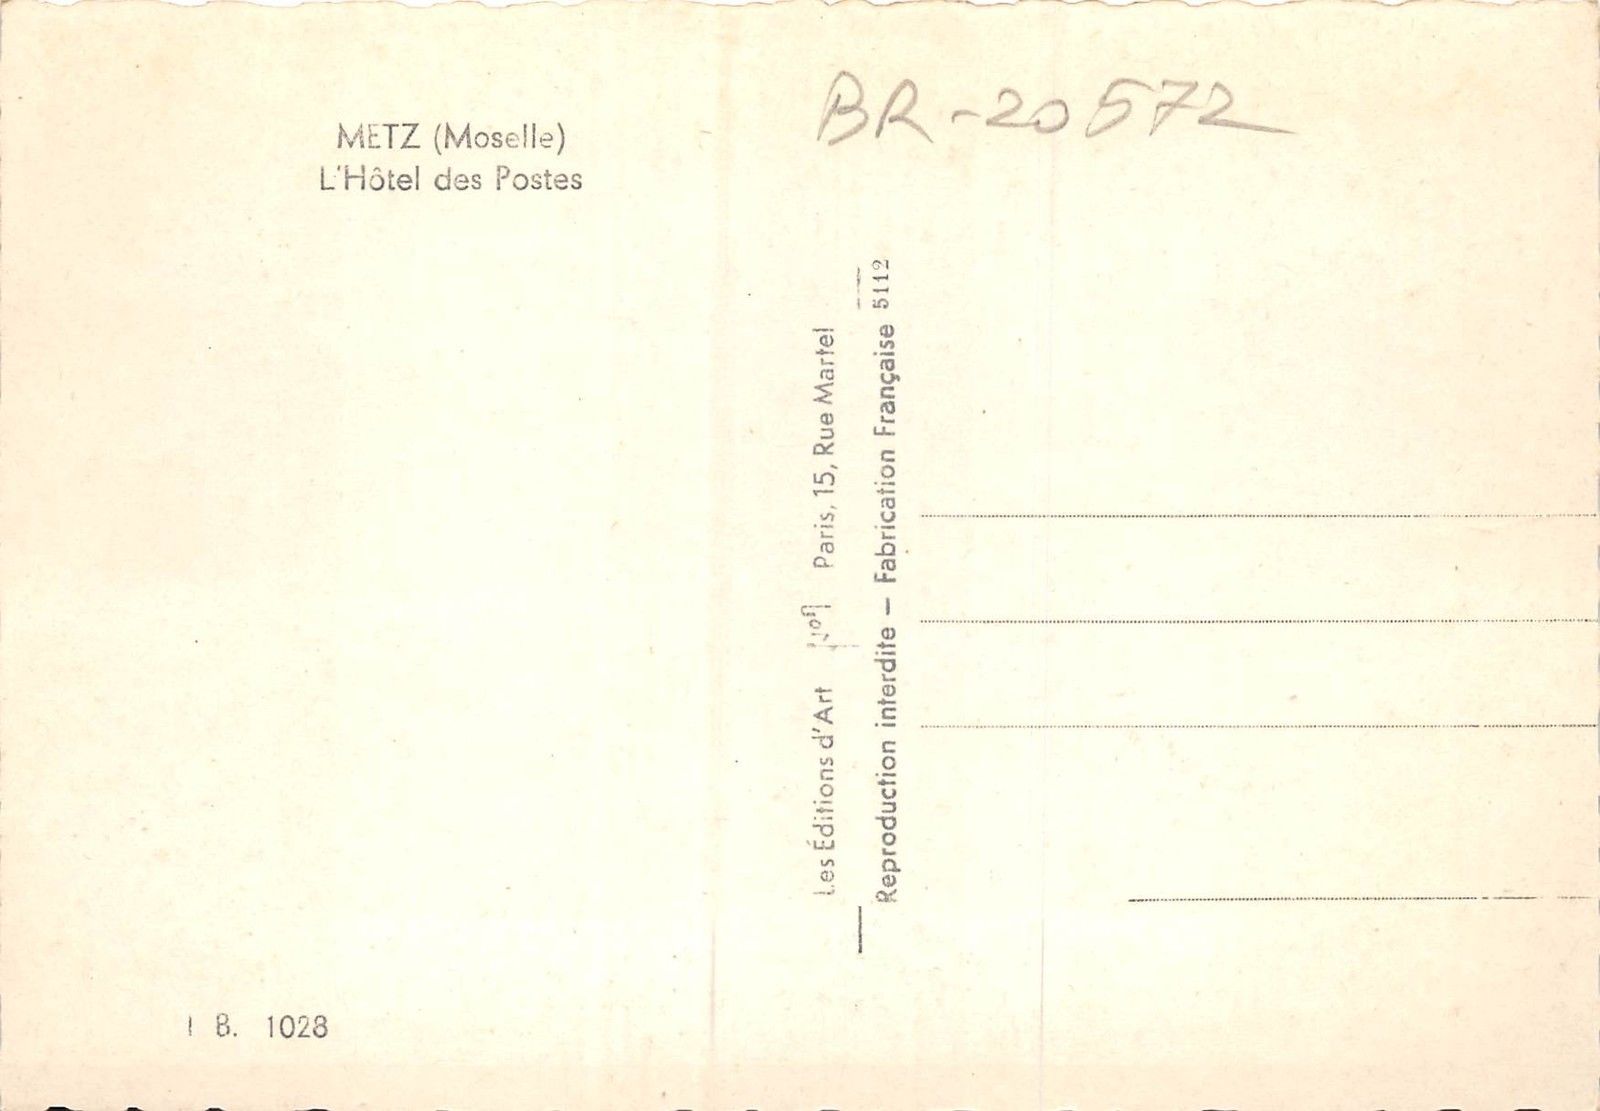 METZ (Moselle)
L'Hôtel des Postes
BR-20572
Les Éditions d'Art Paris, 15, Rue Martel
Reproduction interdite — Fabrication Française 5112
I B. 1028